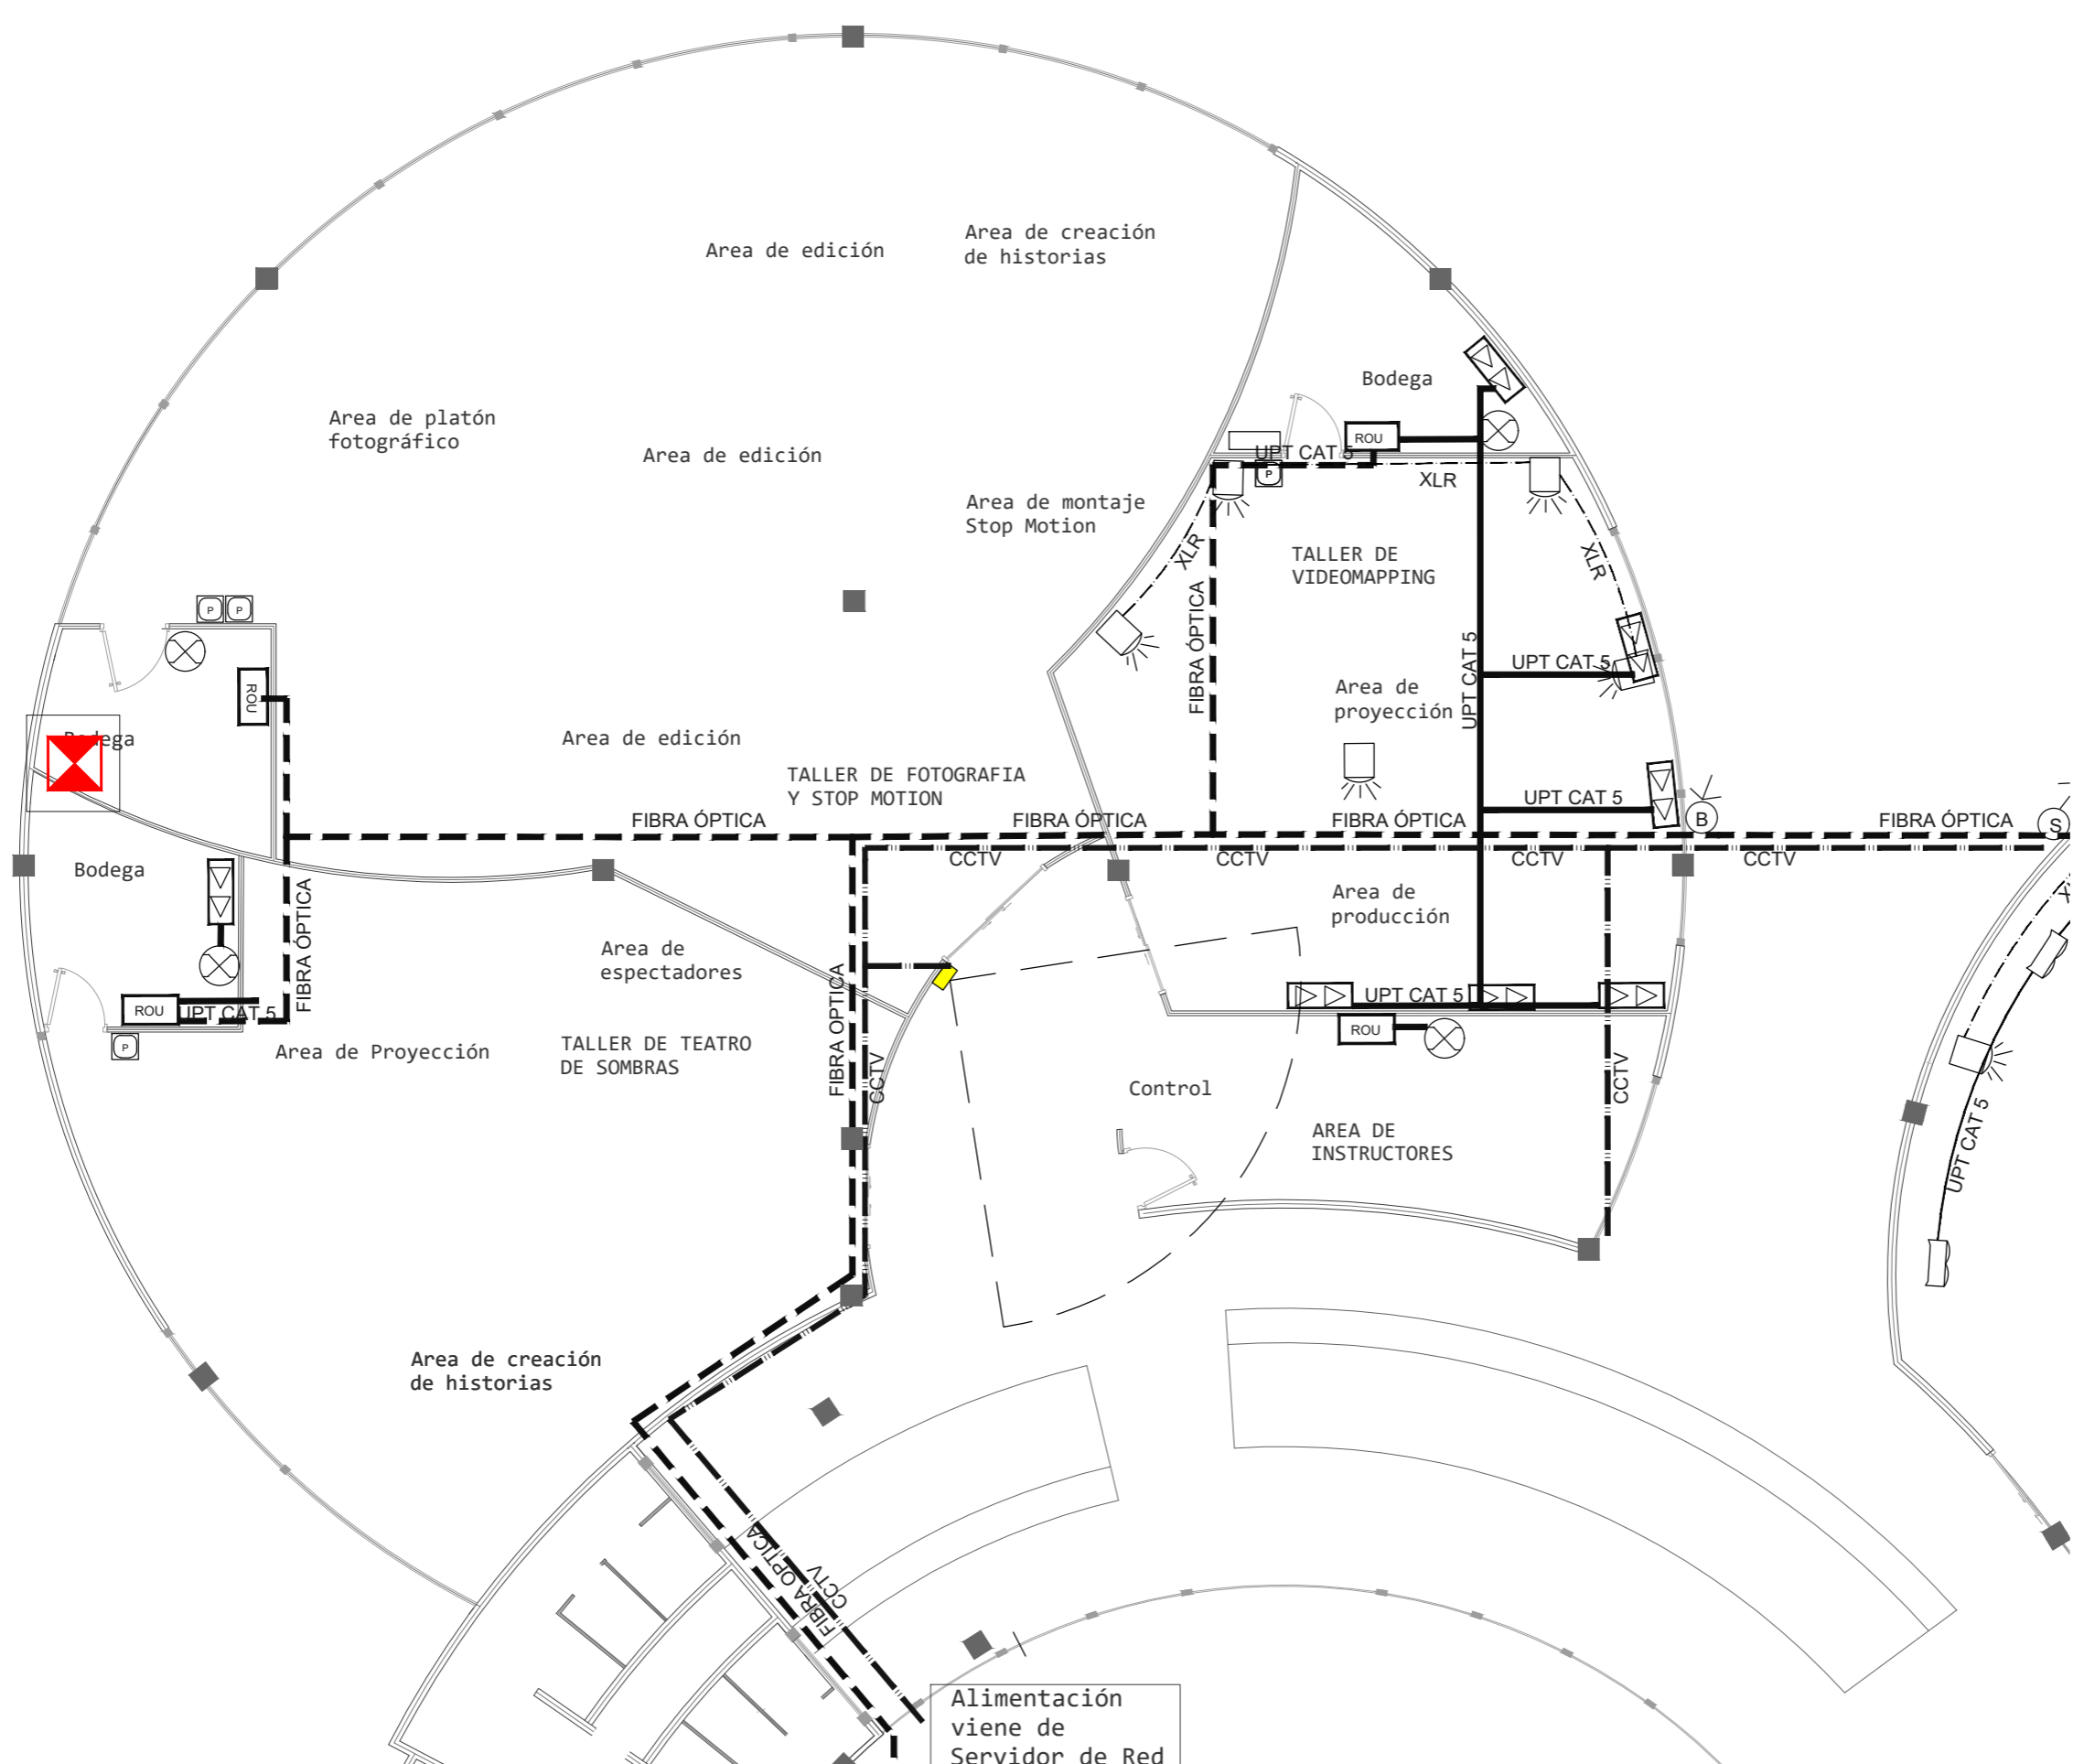 Area de edición
Area de creación
de historias
Bodega
Area de platón
fotográfico
Area de edición
ROU
UPT CAT 5
P
XLR
Area de montaje
Stop Motion
XLR
XLR
TALLER DE
VIDEOMAPPING
FIBRA ÓPTICA
UPT CAT 5
P
P
ROU
UPT CAT 5
Area de
proyección
Bodega
Area de edición
TALLER DE FOTOGRAFIA
Y STOP MOTION
UPT CAT 5
B
S
FIBRA ÓPTICA
FIBRA ÓPTICA
FIBRA ÓPTICA
FIBRA ÓPTICA
CCTV
CCTV
CCTV
CCTV
Bodega
FIBRA ÓPTICA
Area de
producción
Area de
espectadores
UPT CAT 5
ROU
UPT CAT 5
P
ROU
Area de Proyección
TALLER DE TEATRO
DE SOMBRAS
FIBRA OPTICA
CCTV
Control
CCTV
AREA DE
INSTRUCTORES
UPT CAT 5
Area de creación
de historias
FIBRA OPTICA
CCTV
FIBRA OPTICA
Alimentación
viene de
Servidor de Red